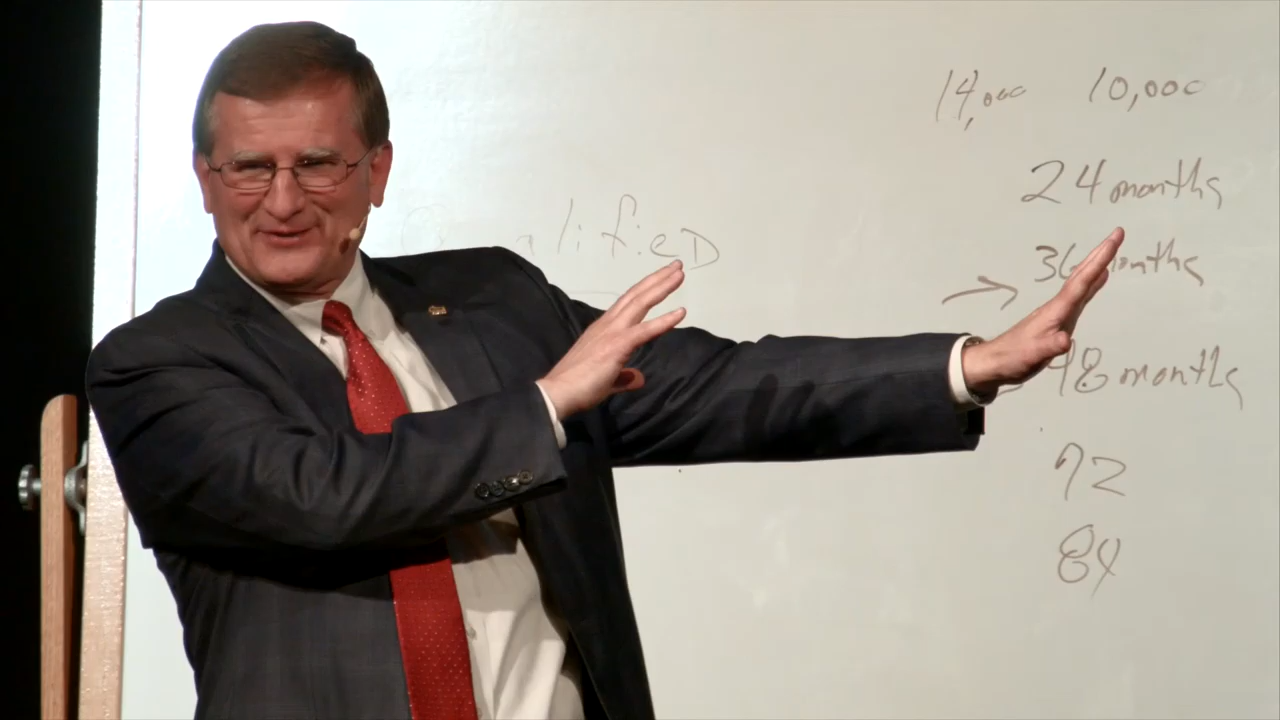 14,000 10,000
24 months
36 months
48 months
72
84